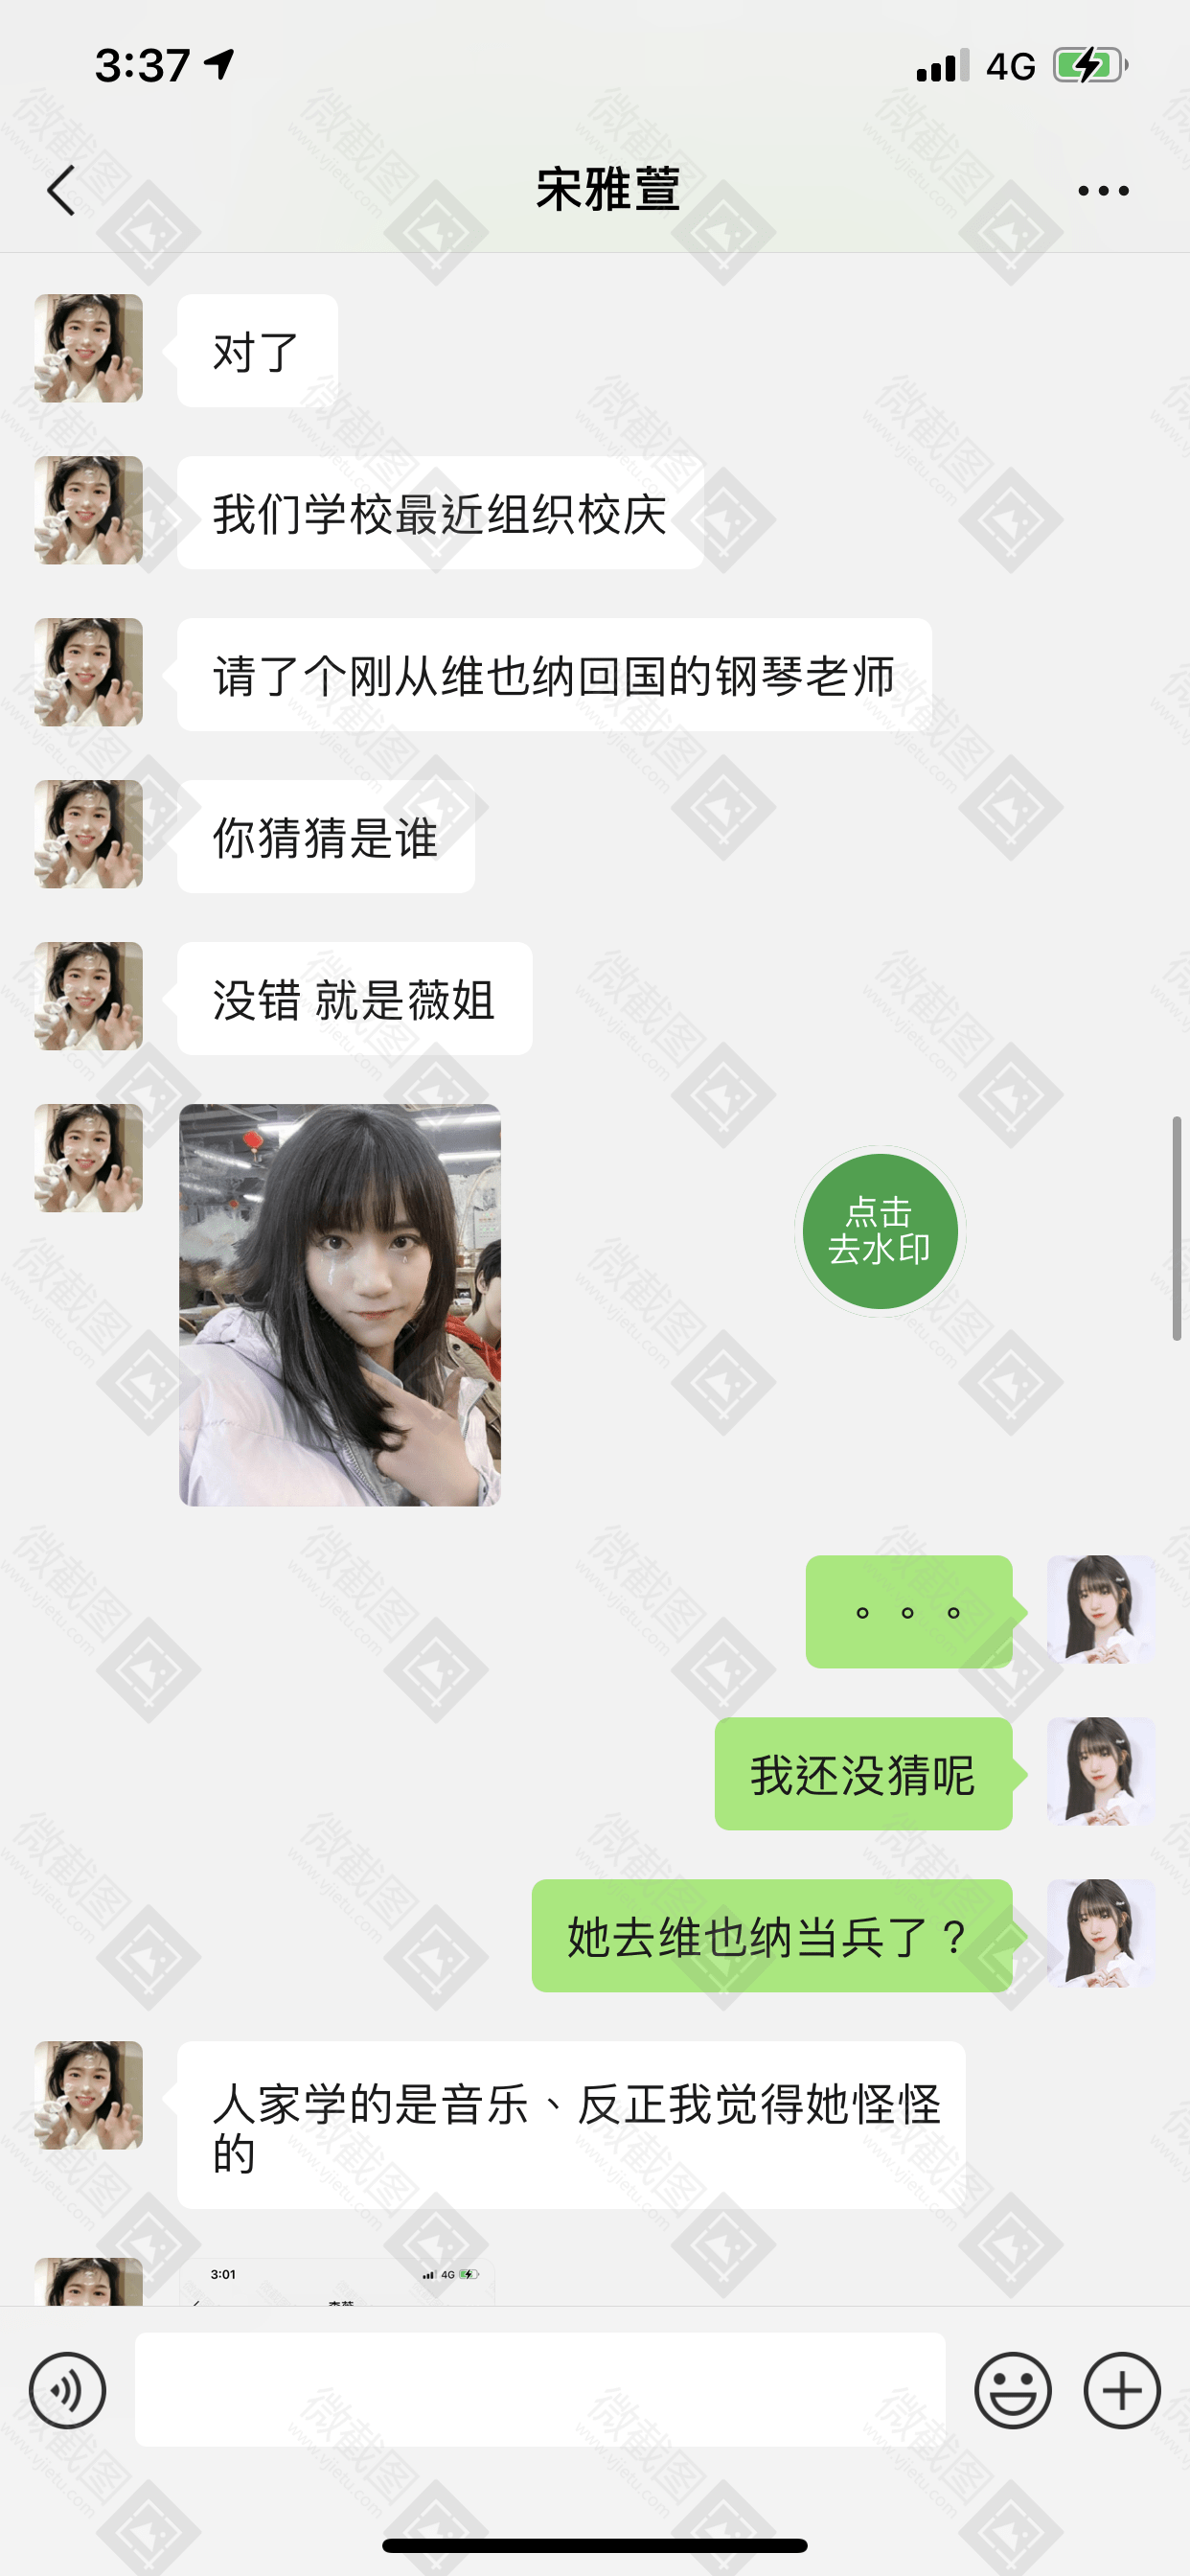 3:37
4G
宋雅萱
对了
我们学校最近组织校庆
请了个刚从维也纳回国的钢琴老师
你猜猜是谁
没错 就是薇姐
点击
去水印
。。。
我还没猜呢
她去维也纳当兵了？
人家学的是音乐、反正我觉得她怪怪
的
3:01
4G
微截图
www.vjietu.com